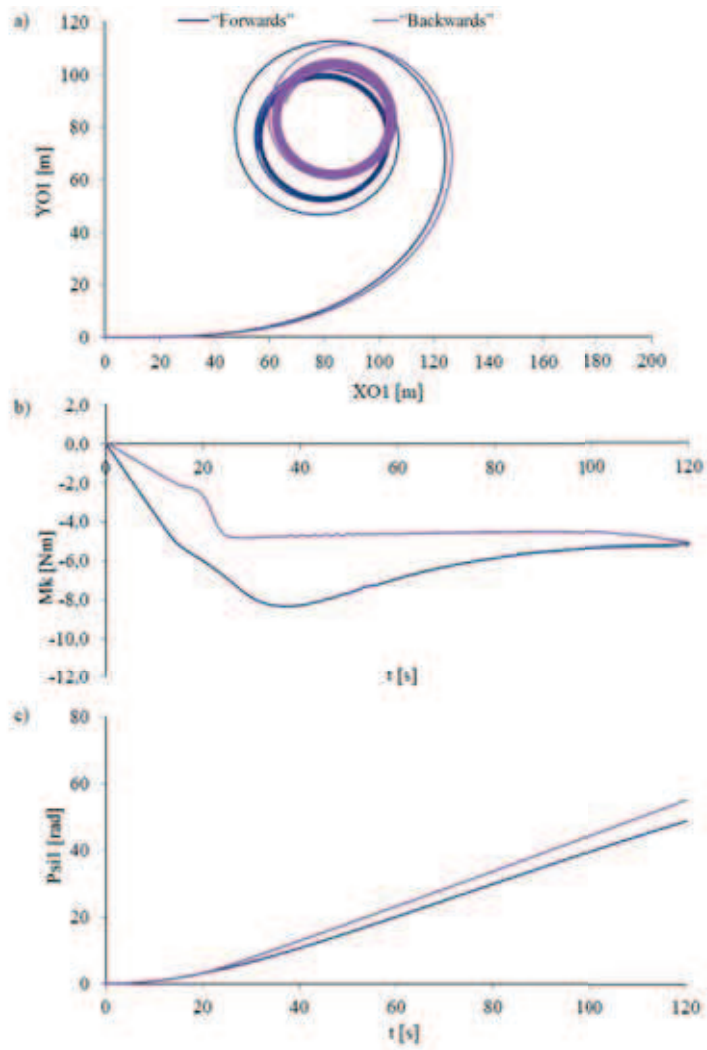 a)
"Forwards" "Backwards"
120
100
80
60
40
20
0
YO1 [m]
0 20 40 60 80 100 120 140 160 180 200
XO1 [m]
b)
2,0
0,0
-2,0
-4,0
-6,0
-8,0
-10,0
-12,0
Mk [Nm]
0 20 40 60 80 100 120
t [s]
c)
80
60
40
20
0
Psi1 [rad]
0 20 40 60 80 100 120
t [s]